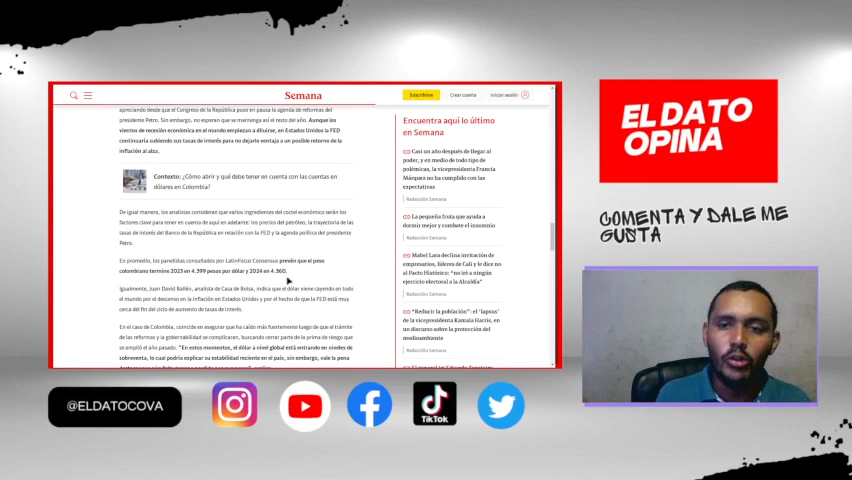 Semana
Suscribirse
Crear cuenta
Iniciar sesión
apreciando desde que el Congreso de la República puso en pausa la agenda de reformas del
presidente Petro. Sin embargo, no esperan que se mantenga así el resto del año. Aunque los
vientos de recesión económica en el mundo empiezan a diluirse, en Estados Unidos la FED
continuaría subiendo sus tasas de interés para no dejarle ventaja a un posible retorno de la
inflación al alza.
Contexto: ¿Cómo abrir y qué debe tener en cuenta con las cuentas en
dólares en Colombia?
De igual manera, los analistas consideran que varios ingredientes del coctel económico serán los
factores clave para tener en cuenta de aquí en adelante: los precios del petróleo, la trayectoria de las
tasas de interés del Banco de la República en relación con la FED y la agenda política del presidente
Petro.
En promedio, los panelistas consultados por LatinFocus Consensus prevén que el peso
colombiano termine 2023 en 4.399 pesos por dólar y 2024 en 4.360.
Igualmente, Juan David Ballén, analista de Casa de Bolsa, indica que el dólar viene cayendo en todo
el mundo por el descenso en la inflación en Estados Unidos y por el hecho de que la FED está muy
cerca del fin del ciclo de aumento de tasas de interés.
En el caso de Colombia, coincide en asegurar que ha caído más fuertemente luego de que el trámite
de las reformas y la gobernabilidad se complicaran, buscando cerrar parte de la prima de riesgo que
se amplió el año pasado. "En estos momentos, el dólar a nivel global está entrando en niveles de
sobreventa, lo cual podría explicar su estabilidad reciente en el país, sin embargo, vale la pena
Encuentra aquí lo último
en Semana
Casi un año después de llegar al
poder, y en medio de todo tipo de
polémicas, la vicepresidenta Francia
Márquez no ha cumplido con las
expectativas
Redacción Semana
La pequeña fruta que ayuda a
dormir mejor y combate el insomnio
Redacción Semana
Mabel Lara declina invitación de
empresarios, líderes de Cali y le dice no
al Pacto Histórico: "no iré a ningún
ejercicio electoral a la Alcaldía"
Redacción Semana
"Reducir la población": el 'lapsus'
de la vicepresidenta Kamala Harris, en
un discurso sobre la protección del
medioambiente
Redacción Semana
EL DATO
OPINA
COMENTA Y DALE ME
GUSTA
@ELDATOCOVA
TikTok